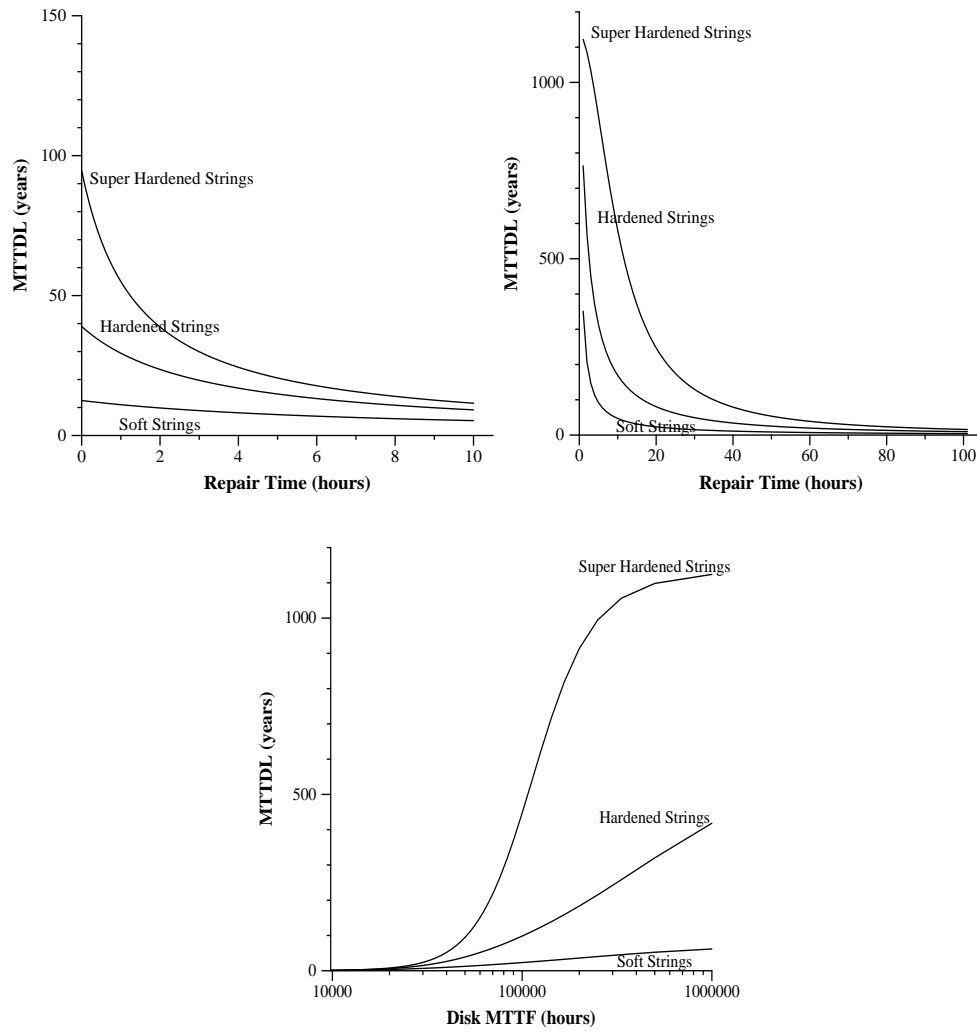 150
100
50
0
MTTDL (years)
Super Hardened Strings
Hardened Strings
Soft Strings
0 2 4 6 8 10
Repair Time (hours)
1000
500
0
MTTDL (years)
Super Hardened Strings
Hardened Strings
Soft Strings
0 20 40 60 80 100
Repair Time (hours)
1000
500
0
MTTDL (years)
Super Hardened Strings
Hardened Strings
Soft Strings
10000 100000 1000000
Disk MTTF (hours)